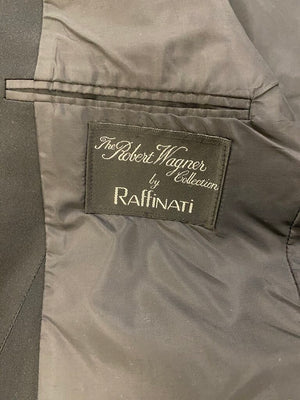 The Robert Wagner
Collection
by
RaffinaTi